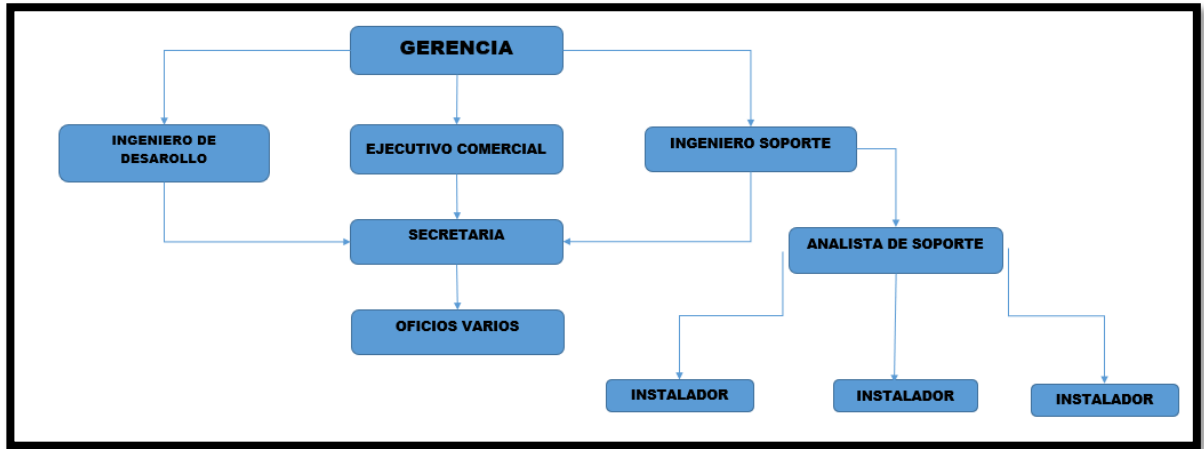 GERENCIA
INGENIERO DE
DESAROLLO
EJECUTIVO COMERCIAL
INGENIERO SOPORTE
SECRETARIA
ANALISTA DE SOPORTE
OFICIOS VARIOS
INSTALADOR
INSTALADOR
INSTALADOR